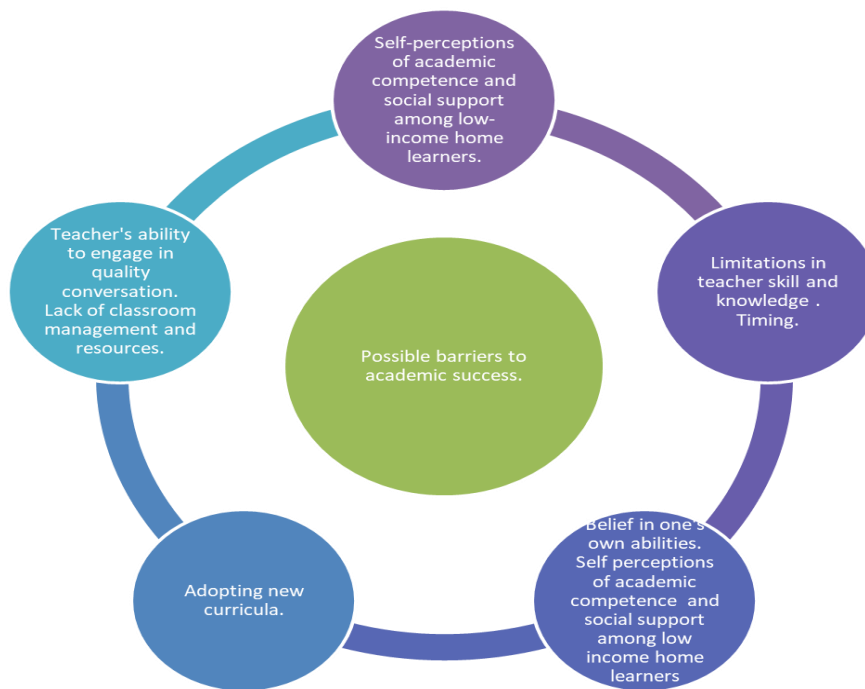 Self-perceptions
of academic
competence and
social support
among low-
income home
learners.
Teacher's ability
to engage in
quality
conversation.
Lack of classroom
management and
resources.
Limitations in
teacher skill and
knowledge .
Timing.
Possible barriers to
academic success.
Adopting new
curricula.
Belief in one's
own abilities.
Self perceptions
of academic
competence and
social support
among low
income home
learners